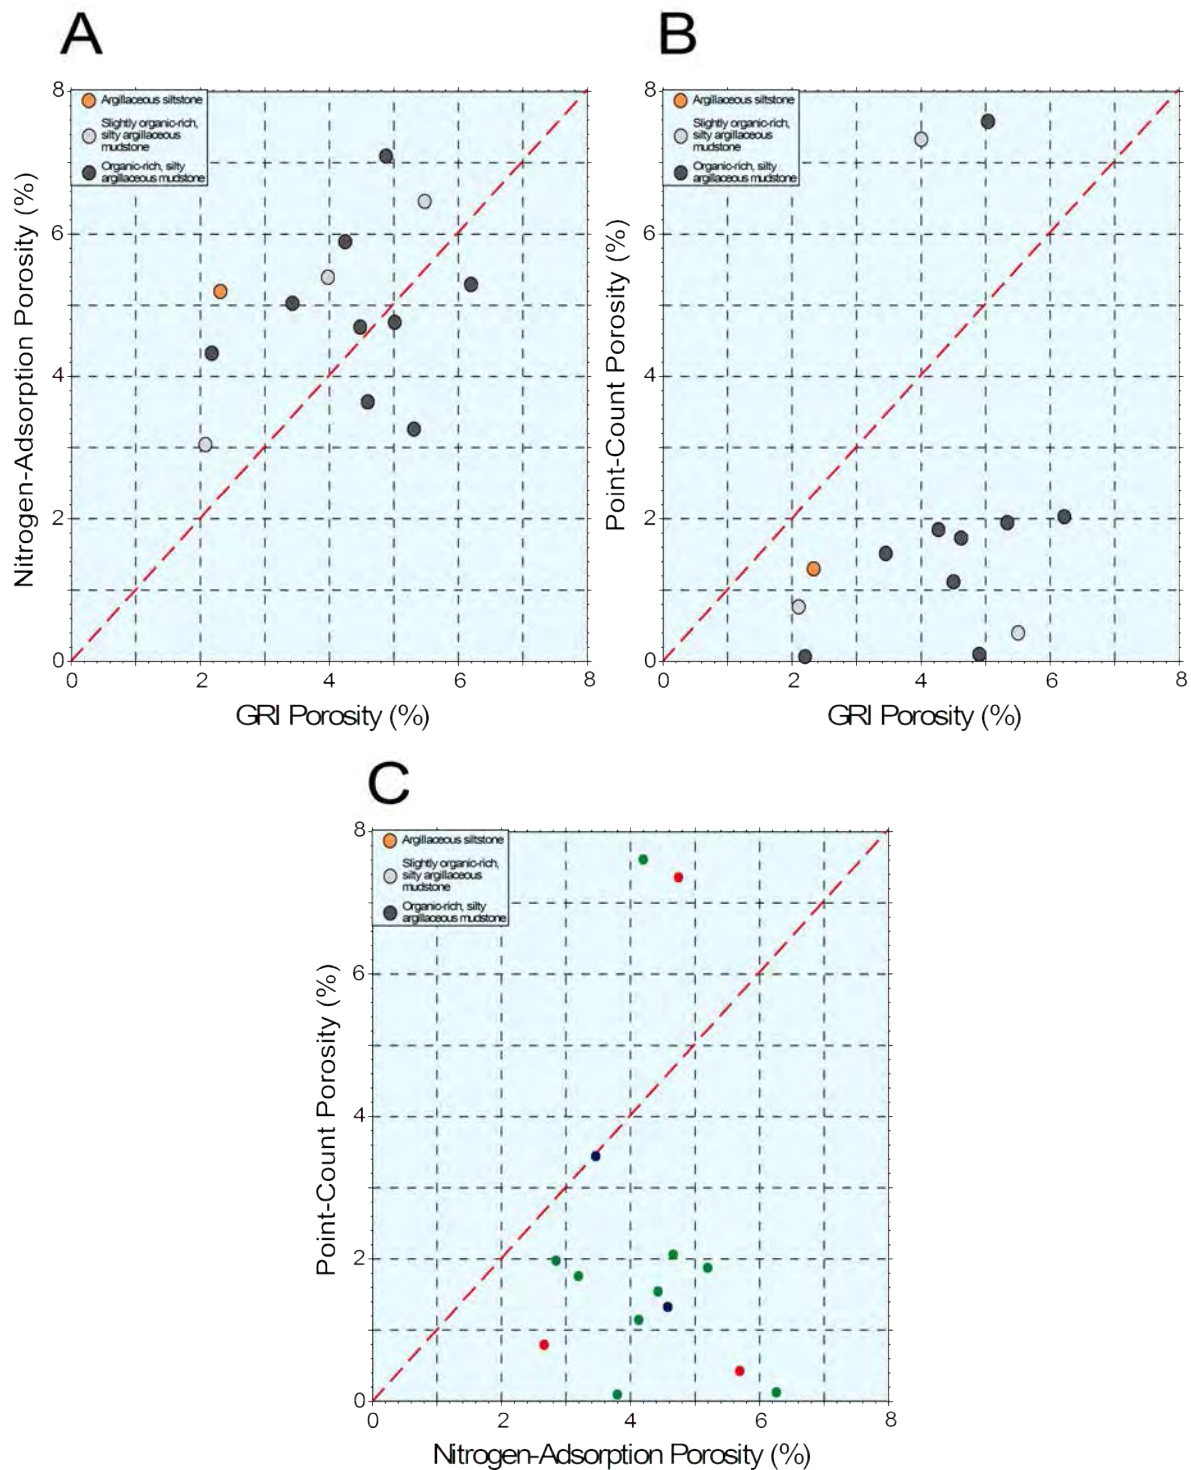 A
8
6
4
2
0
Nitrogen-Adsorption Porosity (%)
Argillaceous siltstone
Slightly organic-rich,
silty argillaceous
mudstone
Organic-rich, silty
argillaceous mudstone
0 2 4 6 8
GRI Porosity (%)
B
8
6
4
2
0
Point-Count Porosity (%)
Argillaceous siltstone
Slightly organic-rich,
silty argillaceous
mudstone
Organic-rich, silty
argillaceous mudstone
0 2 4 6 8
GRI Porosity (%)
C
8
6
4
2
0
Point-Count Porosity (%)
Argillaceous siltstone
Slightly organic-rich,
silty argillaceous
mudstone
Organic-rich, silty
argillaceous mudstone
0 2 4 6 8
Nitrogen-Adsorption Porosity (%)